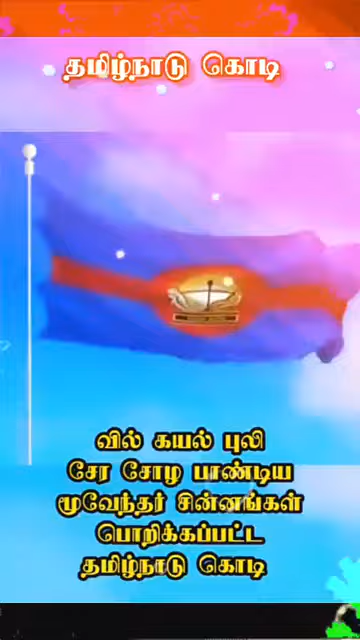 தமிழ்நாடு கொடி
வில் கயல் புலி
சேர சோழ பாண்டிய
மூவேந்தர் சின்னங்கள்
பொறிக்கப்பட்ட
தமிழ்நாடு கொடி